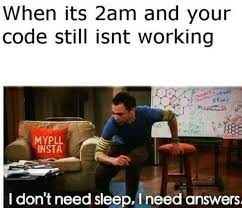 When its 2am and your
code still isnt working
MYPLL
INSTA
I don't need sleep, I need answers.